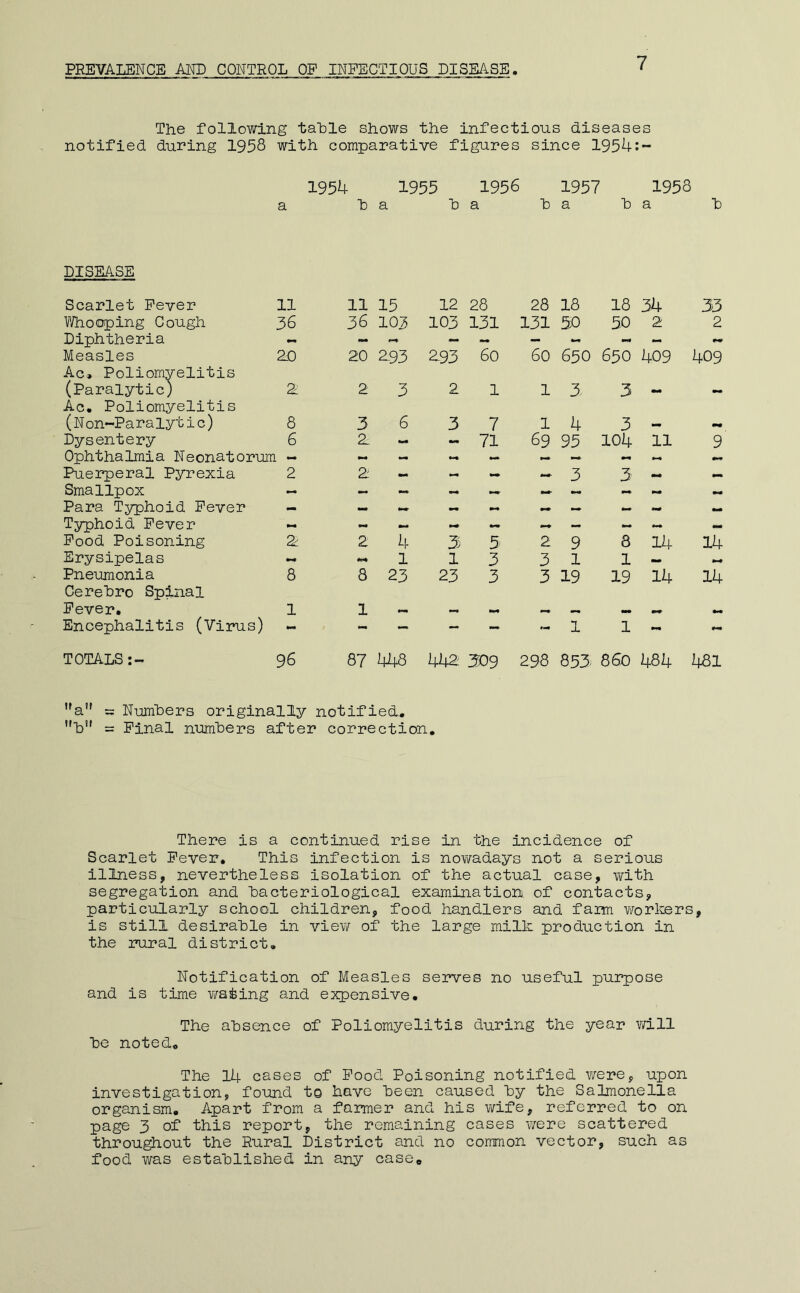 7
PREVALENCE AND CONTROL OF INFECTIOUS DISEASE.
The following table shows the infectious diseases
notified during 1958 with comparative figures since 1954:-
1954 1955 1956 1957 1958
a b a b a b a b a b
DISEASE
Scarlet Fever 11 11 15 12 28 28 18 18 34 33
Whooping Cough 36 36 103 103 131 131 50 50 2 2
Diphtheria - - - - - - - - - -
Measles 20 20 293 293 60 60 650 650 409 409
Ac. Poliomyelitis
(Paralytic) 2 2 3 2 1 1 3 3 - -
Ac. Poliomyelitis
(Non-Paralytic) 8 3 6 3 7 1 4 3 - -
Dysentery 6 2 - - 71 69 95 104 11 9
Ophthalmia Neonatorum - - - - - - - - - -
Puerperal Pyrexia 2 2 - - - - 3 3 - -
Smallpox - - - - - - - - - -
Para Typhoid Fever - - - - - - - - - -
Typhoid Fever - - - - - - - - - -
Food Poisoning 2 2 4 3 5 2 9 8 14 14
Erysipelas - - 1 1 3 3 1 1 - -
Pneumonia 8 8 23 23 3 3 19 19 14 14
Cerebro Spinal
Fever. 1 1 - - - - - - - -
Encephalitis (Virus) - - - - - - 1 1 - -
TOTALS:- 96 87 448 442 309 298 853 860 484 481
"a" = Numbers originally notified.
"b" = Final numbers after correction.
There is a continued rise in the incidence of
Scarlet Fever. This infection is nowadays not a serious
illness, nevertheless isolation of the actual case, with
segregation and bacteriological examination of contacts,
particularly school children, food handlers and farm workers,
is still desirable in view of the large milk production in
the rural district.
Notification of Measles serves no useful purpose
and is time wasting and expensive.
The absence of Poliomyelitis during the year will
be noted.
The 14 cases of Food Poisoning notified were, upon
investigation, found to have been caused by the Salmonella
organism. Apart from a farmer and his wife, referred to on
page 3 of this report, the remaining cases were scattered
throughout the Rural District and no common vector, such as
food was established in any case.